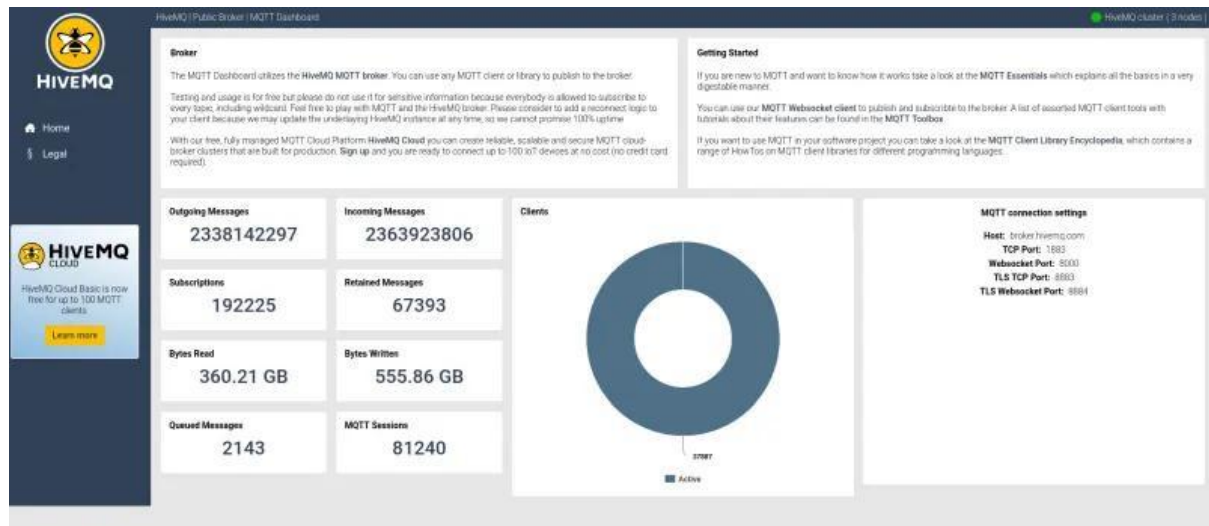 HiveMQ | Public Broker | MQTT Dashboard
HiveMQ cluster ( 3 nodes )
HIVEMQ
Home
§ Legal
HIVEMQ
CLOUD
HiveMQ Cloud Basic is now
free for up to 100 MQTT
clients
Learn more
Broker
The MQTT Dashboard utilizes the HiveMQ MQTT broker. You can use any MQTT client or library to publish to the broker.
Testing and usage is for free but please do not use it for sensitive information because everybody is allowed to subscribe to
every topic, including wildcard. Feel free to play with MQTT and the HiveMQ broker. Please consider to add a reconnect logic to
your client because we may update the underlaying HiveMQ instance at any time, so we cannot promise 100% uptime
With our free, fully managed MQTT Cloud Platform HiveMQ Cloud you can create reliable, scalable and secure MQTT cloud-
broker clusters that are built for production. Sign up and you are ready to connect up to 100 IoT devices at no cost (no credit card
required).
Getting Started
If you are new to MQTT and want to know how it works take a look at the MQTT Essentials which explains all the basics in a very
digestable manner.
You can use our MQTT Websocket client to publish and subscribte to the broker. A list of assorted MQTT client tools with
tutorials about their features can be found in the MQTT Toolbox.
If you want to use MQTT in your software project you can take a look at the MQTT Client Library Encyclopedia, which contains a
range of HowTos on MQTT client libraries for different programming languages.
Outgoing Messages
2338142297
Incoming Messages
2363923806
Subscriptions
192225
Retained Messages
67393
Bytes Read
360.21 GB
Bytes Written
555.86 GB
Queued Messages
2143
MQTT Sessions
81240
Clients
Active
MQTT connection settings
Host: broker.hivemq.com
TCP Port: 1883
Websocket Port: 8000
TLS TCP Port: 8883
TLS Websocket Port: 8884